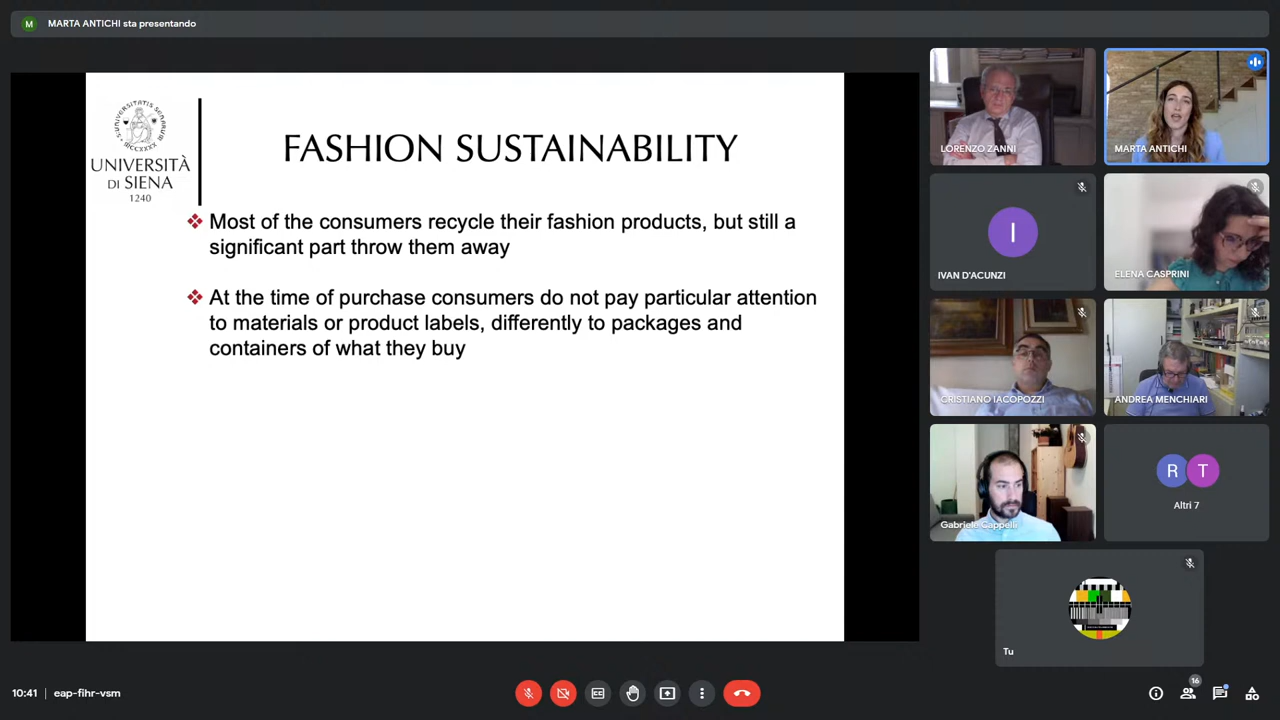 M
MARTA ANTICHI sta presentando
UNIVERSITÀ
DI SIENA
1240
FASHION SUSTAINABILITY
Most of the consumers recycle their fashion products, but still a
significant part throw them away
At the time of purchase consumers do not pay particular attention
to materials or product labels, differently to packages and
containers of what they buy
LORENZO ZANNI
MARTA ANTICHI
I
IVAN D'ACUNZI
ELENA CASPRINI
CRISTIANO IACOPOZZI
ANDREA MENCHIARI
Gabriele Cappelli
R
T
Altri 7
Tu
10:41
eap-fihr-vsm
16